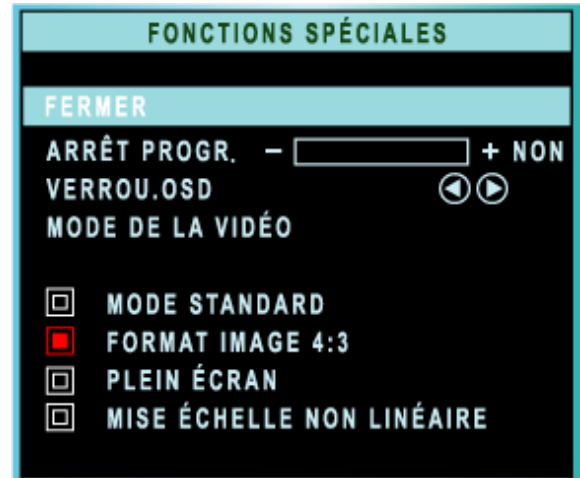 FONCTIONS SPÉCIALES
FERMER
ARRÊT PROGR. - + NON
VERROU.OSD
MODE DE LA VIDÉO
MODE STANDARD
FORMAT IMAGE 4:3
PLEIN ÉCRAN
MISE ÉCHELLE NON LINÉAIRE